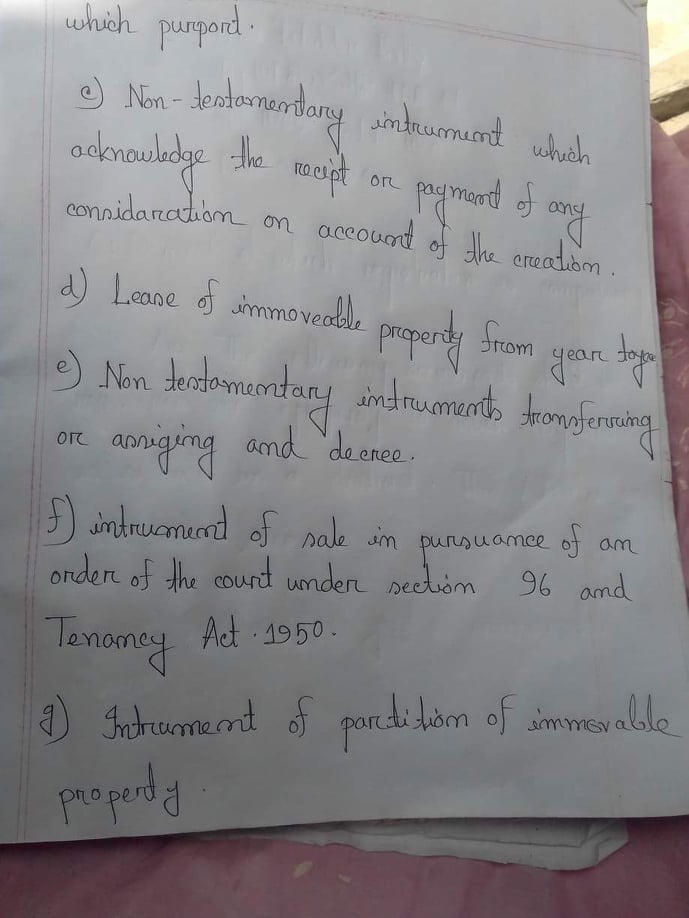 which purport.
c) Non-testamentary intrument which
acknowledge the recipt or payment of any
considaration on account of the creation.
d) Lease of immoveable property from year to ye
e) Non testamentary intruments transferring
or assiging and decree.
f) intrument of sale in pursuance of an
order of the court under section 96 and
Tenancy Act. 1950.
g) Intrument of partition of immovable
property.